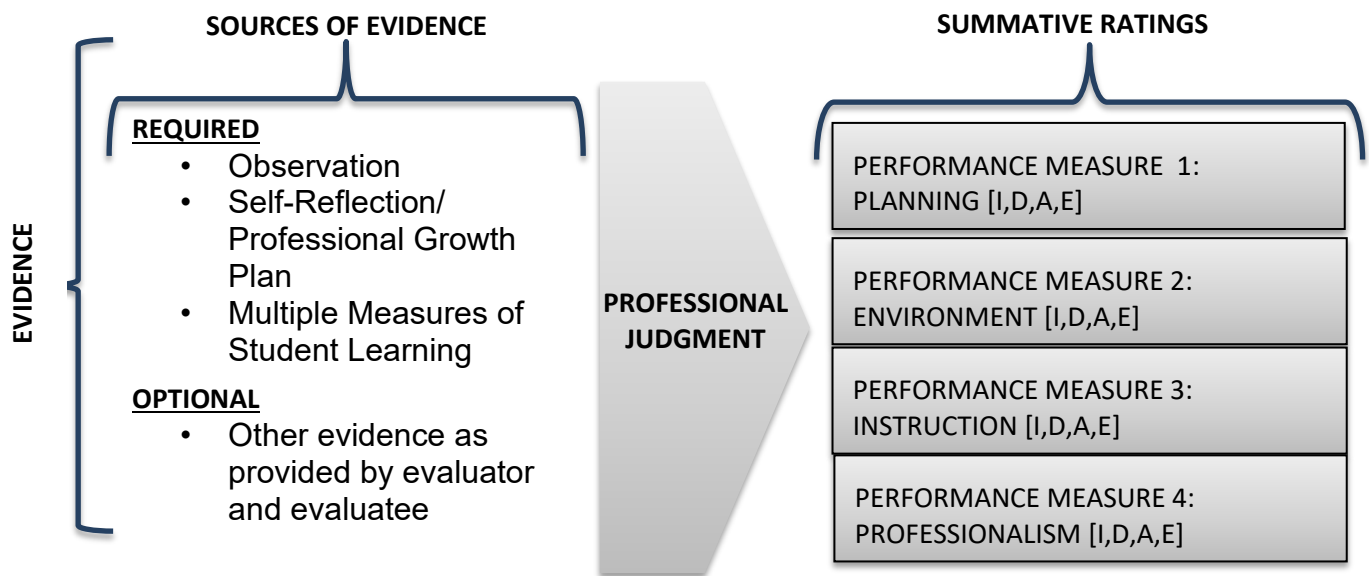 SOURCES OF EVIDENCE
EVIDENCE
REQUIRED
• Observation
• Self-Reflection/
Professional Growth
Plan
• Multiple Measures of
Student Learning
OPTIONAL
• Other evidence as
provided by evaluator
and evaluatee
PROFESSIONAL
JUDGMENT
SUMMATIVE RATINGS
PERFORMANCE MEASURE 1:
PLANNING [I,D,A,E]
PERFORMANCE MEASURE 2:
ENVIRONMENT [I,D,A,E]
PERFORMANCE MEASURE 3:
INSTRUCTION [I,D,A,E]
PERFORMANCE MEASURE 4:
PROFESSIONALISM [I,D,A,E]